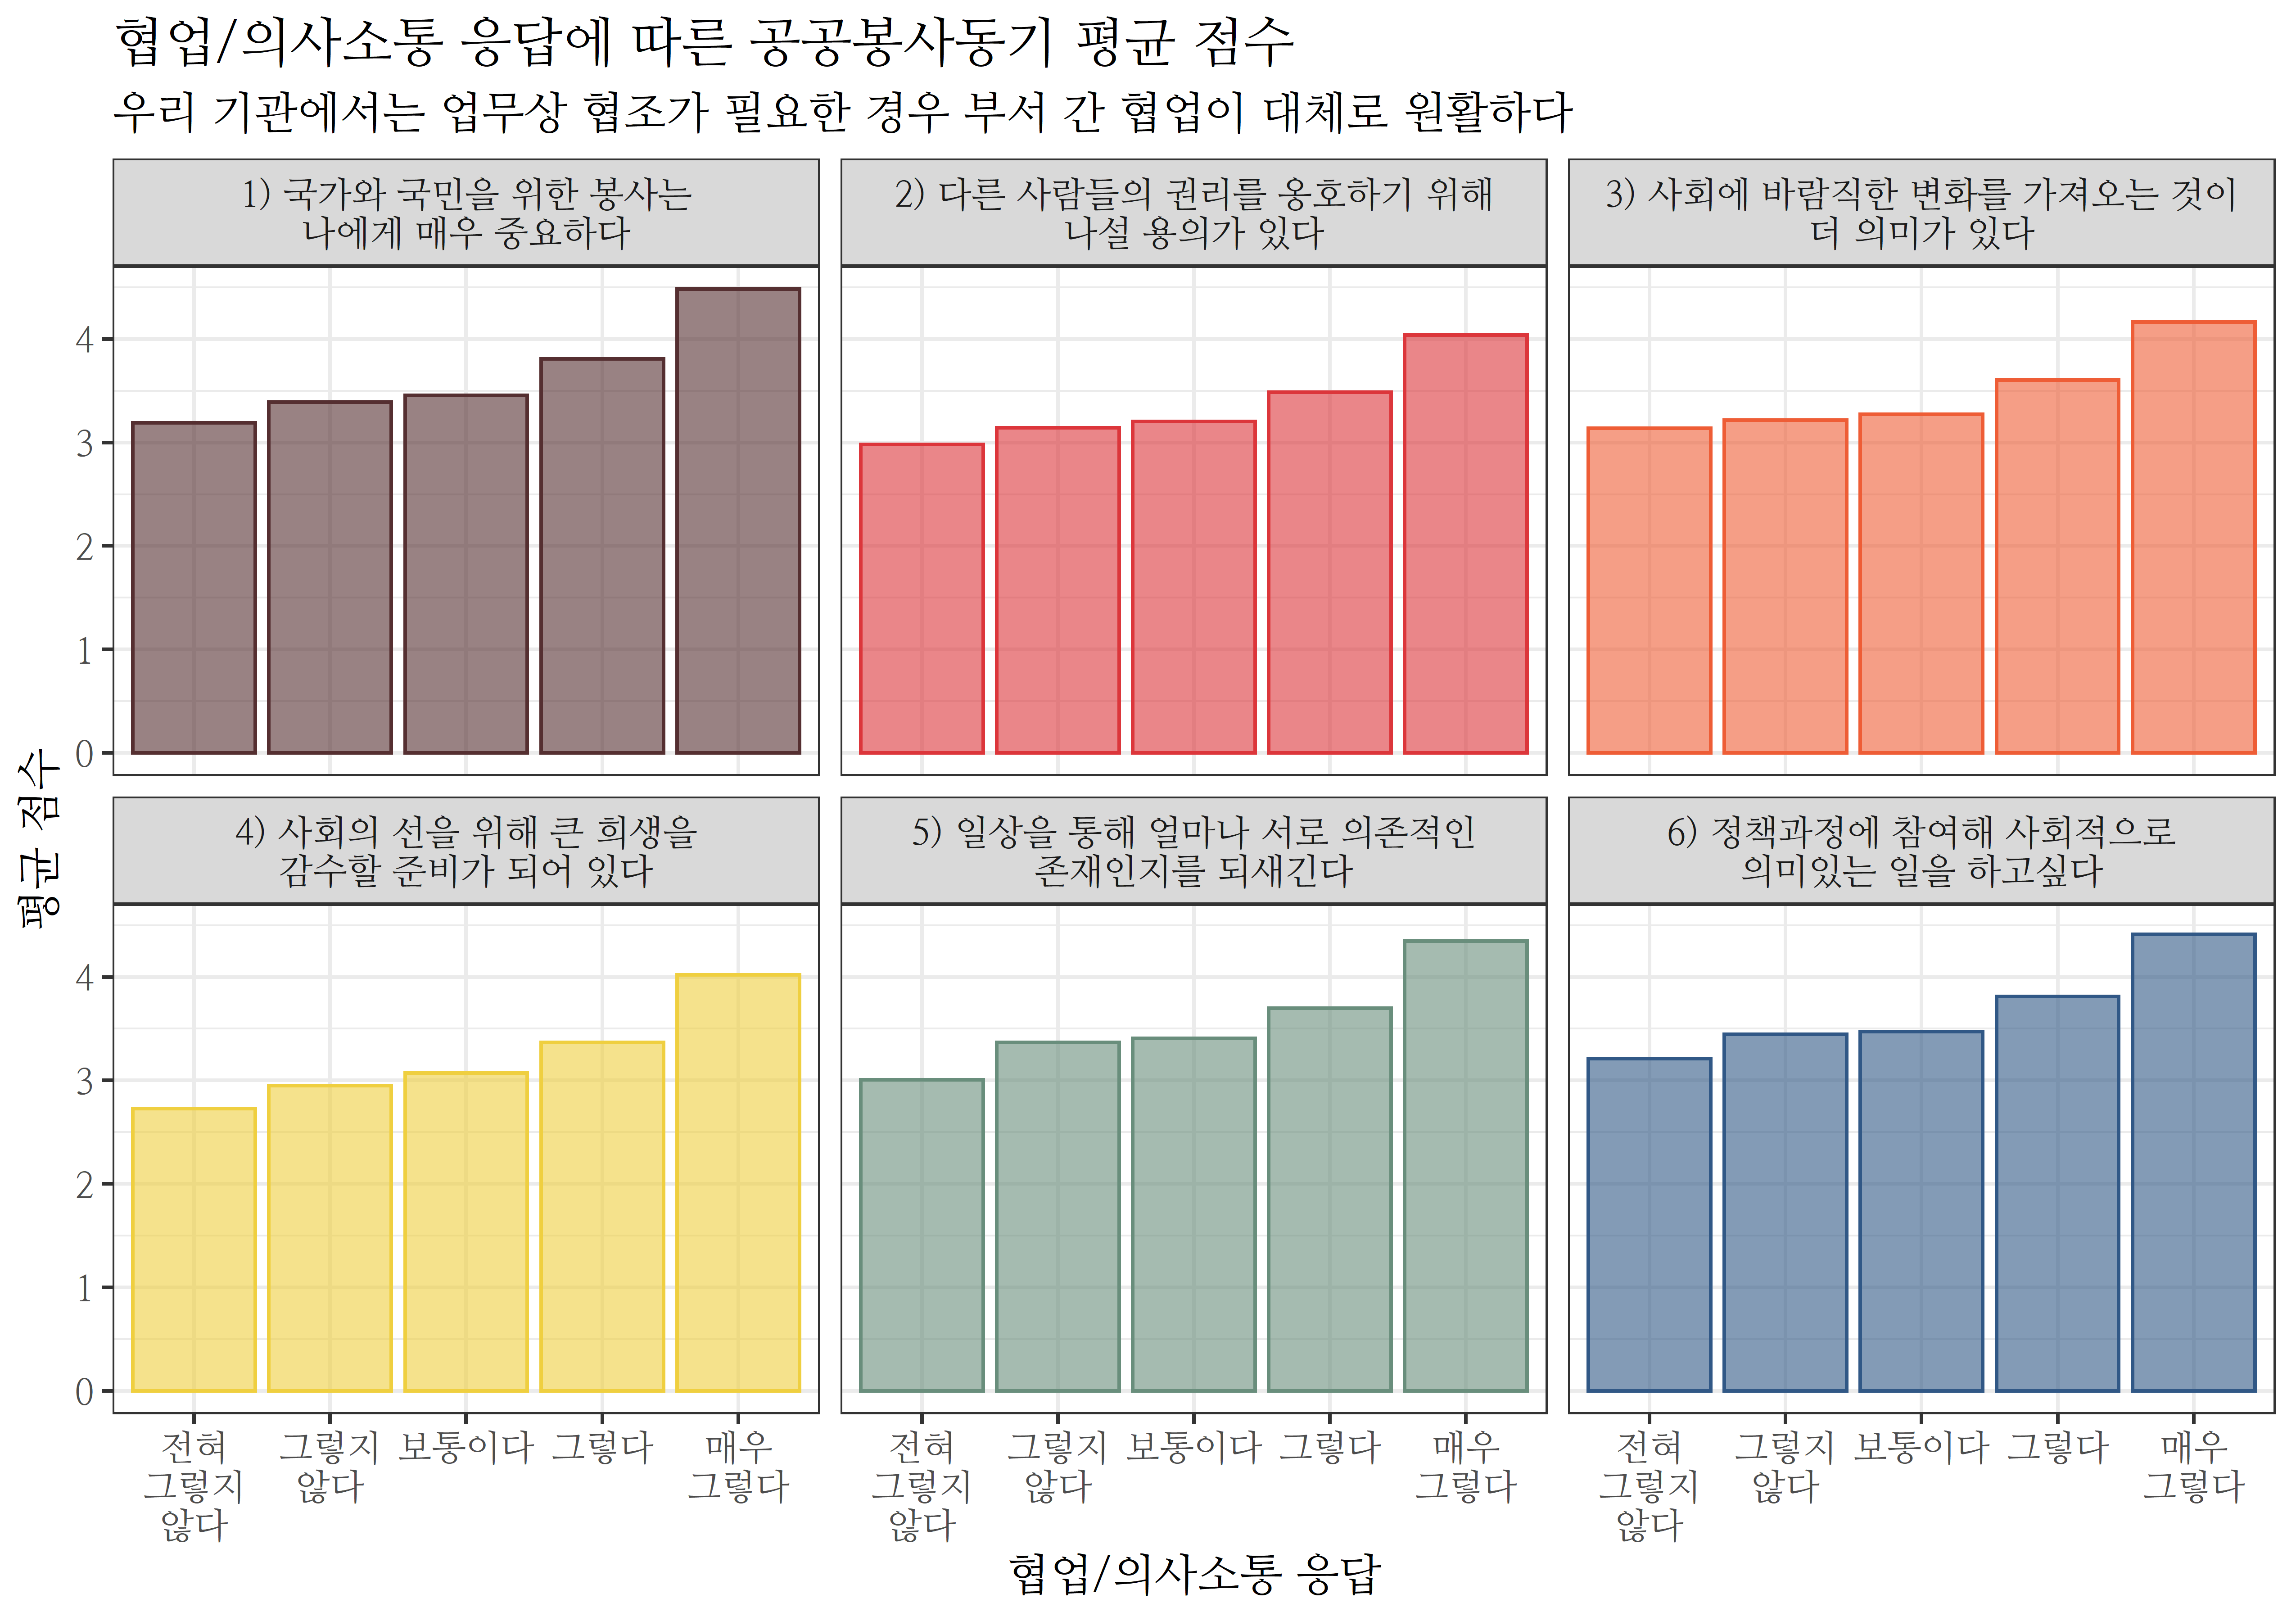 협업/의사소통 응답에 따른 공공봉사동기 평균 점수
우리 기관에서는 업무상 협조가 필요한 경우 부서 간 협업이 대체로 원활하다
1) 국가와 국민을 위한 봉사는
나에게 매우 중요하다
2) 다른 사람들의 권리를 옹호하기 위해
나설 용의가 있다
3) 사회에 바람직한 변화를 가져오는 것이
더 의미가 있다
4
3
2
1
0
평균 점수
4) 사회의 선을 위해 큰 희생을
감수할 준비가 되어 있다
5) 일상을 통해 얼마나 서로 의존적인
존재인지를 되새긴다
6) 정책과정에 참여해 사회적으로
의미있는 일을 하고싶다
4
3
2
1
0
전혀
그렇지
않다
그렇지
않다
보통이다
그렇다
매우
그렇다
전혀
그렇지
않다
그렇지
않다
보통이다
그렇다
매우
그렇다
전혀
그렇지
않다
그렇지
않다
보통이다
그렇다
매우
그렇다
협업/의사소통 응답